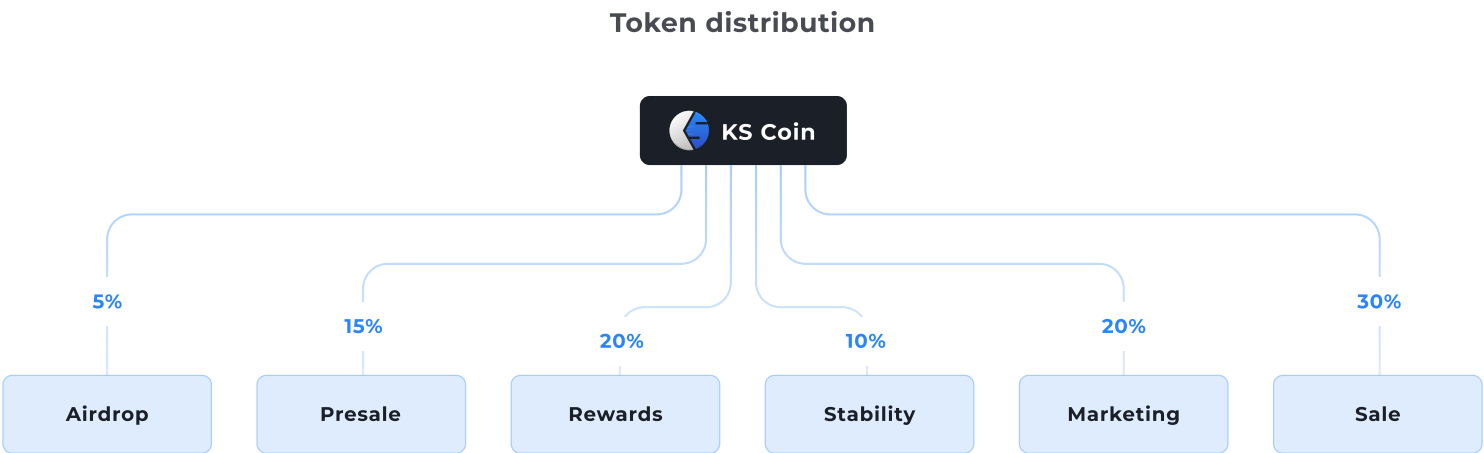 Token distribution
KS Coin
5%
15%
20%
10%
20%
30%
Airdrop
Presale
Rewards
Stability
Marketing
Sale